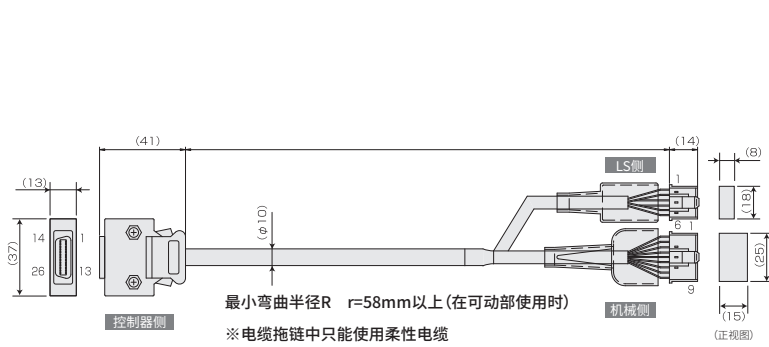 (41)
(14)
(8)
LS侧
(13)
1
(18)
(φ10)
6 1
14 1
(37)
(25)
26 13
9
最小弯曲半径R r=58mm以上(在可动部使用时)
机械侧
(15)
控制器侧
※电缆拖链中只能使用柔性电缆
(正视图)